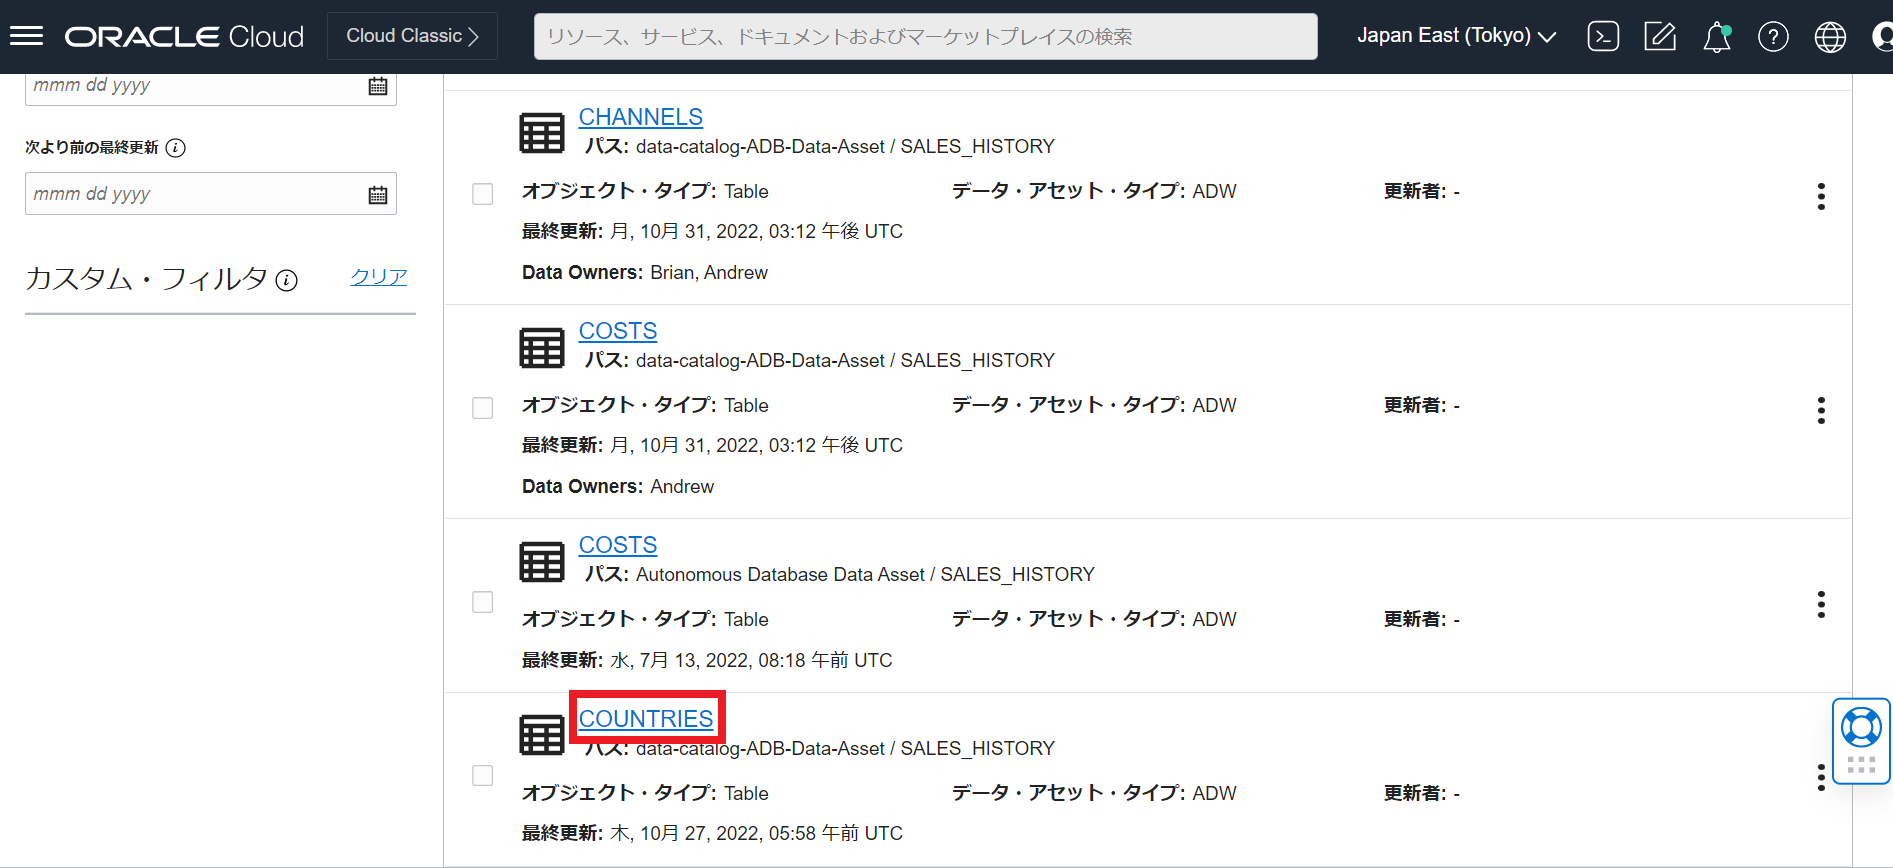 ORACLE Cloud
Cloud Classic
リソース、サービス、ドキュメントおよびマーケットプレイスの検索
Japan East (Tokyo)
mmm dd yyyy
次より前の最終更新
mmm dd yyyy
カスタム・フィルタ クリア
CHANNELS
パス: data-catalog-ADB-Data-Asset / SALES_HISTORY
オブジェクト・タイプ: Table データ・アセット・タイプ: ADW 更新者: -
最終更新: 月, 10月 31, 2022, 03:12 午後 UTC
Data Owners: Brian, Andrew
COSTS
パス: data-catalog-ADB-Data-Asset / SALES_HISTORY
オブジェクト・タイプ: Table データ・アセット・タイプ: ADW 更新者: -
最終更新: 月, 10月 31, 2022, 03:12 午後 UTC
Data Owners: Andrew
COSTS
パス: Autonomous Database Data Asset / SALES_HISTORY
オブジェクト・タイプ: Table データ・アセット・タイプ: ADW 更新者: -
最終更新: 水, 7月 13, 2022, 08:18 午前 UTC
COUNTRIES
パス: data-catalog-ADB-Data-Asset / SALES_HISTORY
オブジェクト・タイプ: Table データ・アセット・タイプ: ADW 更新者: -
最終更新: 木, 10月 27, 2022, 05:58 午前 UTC